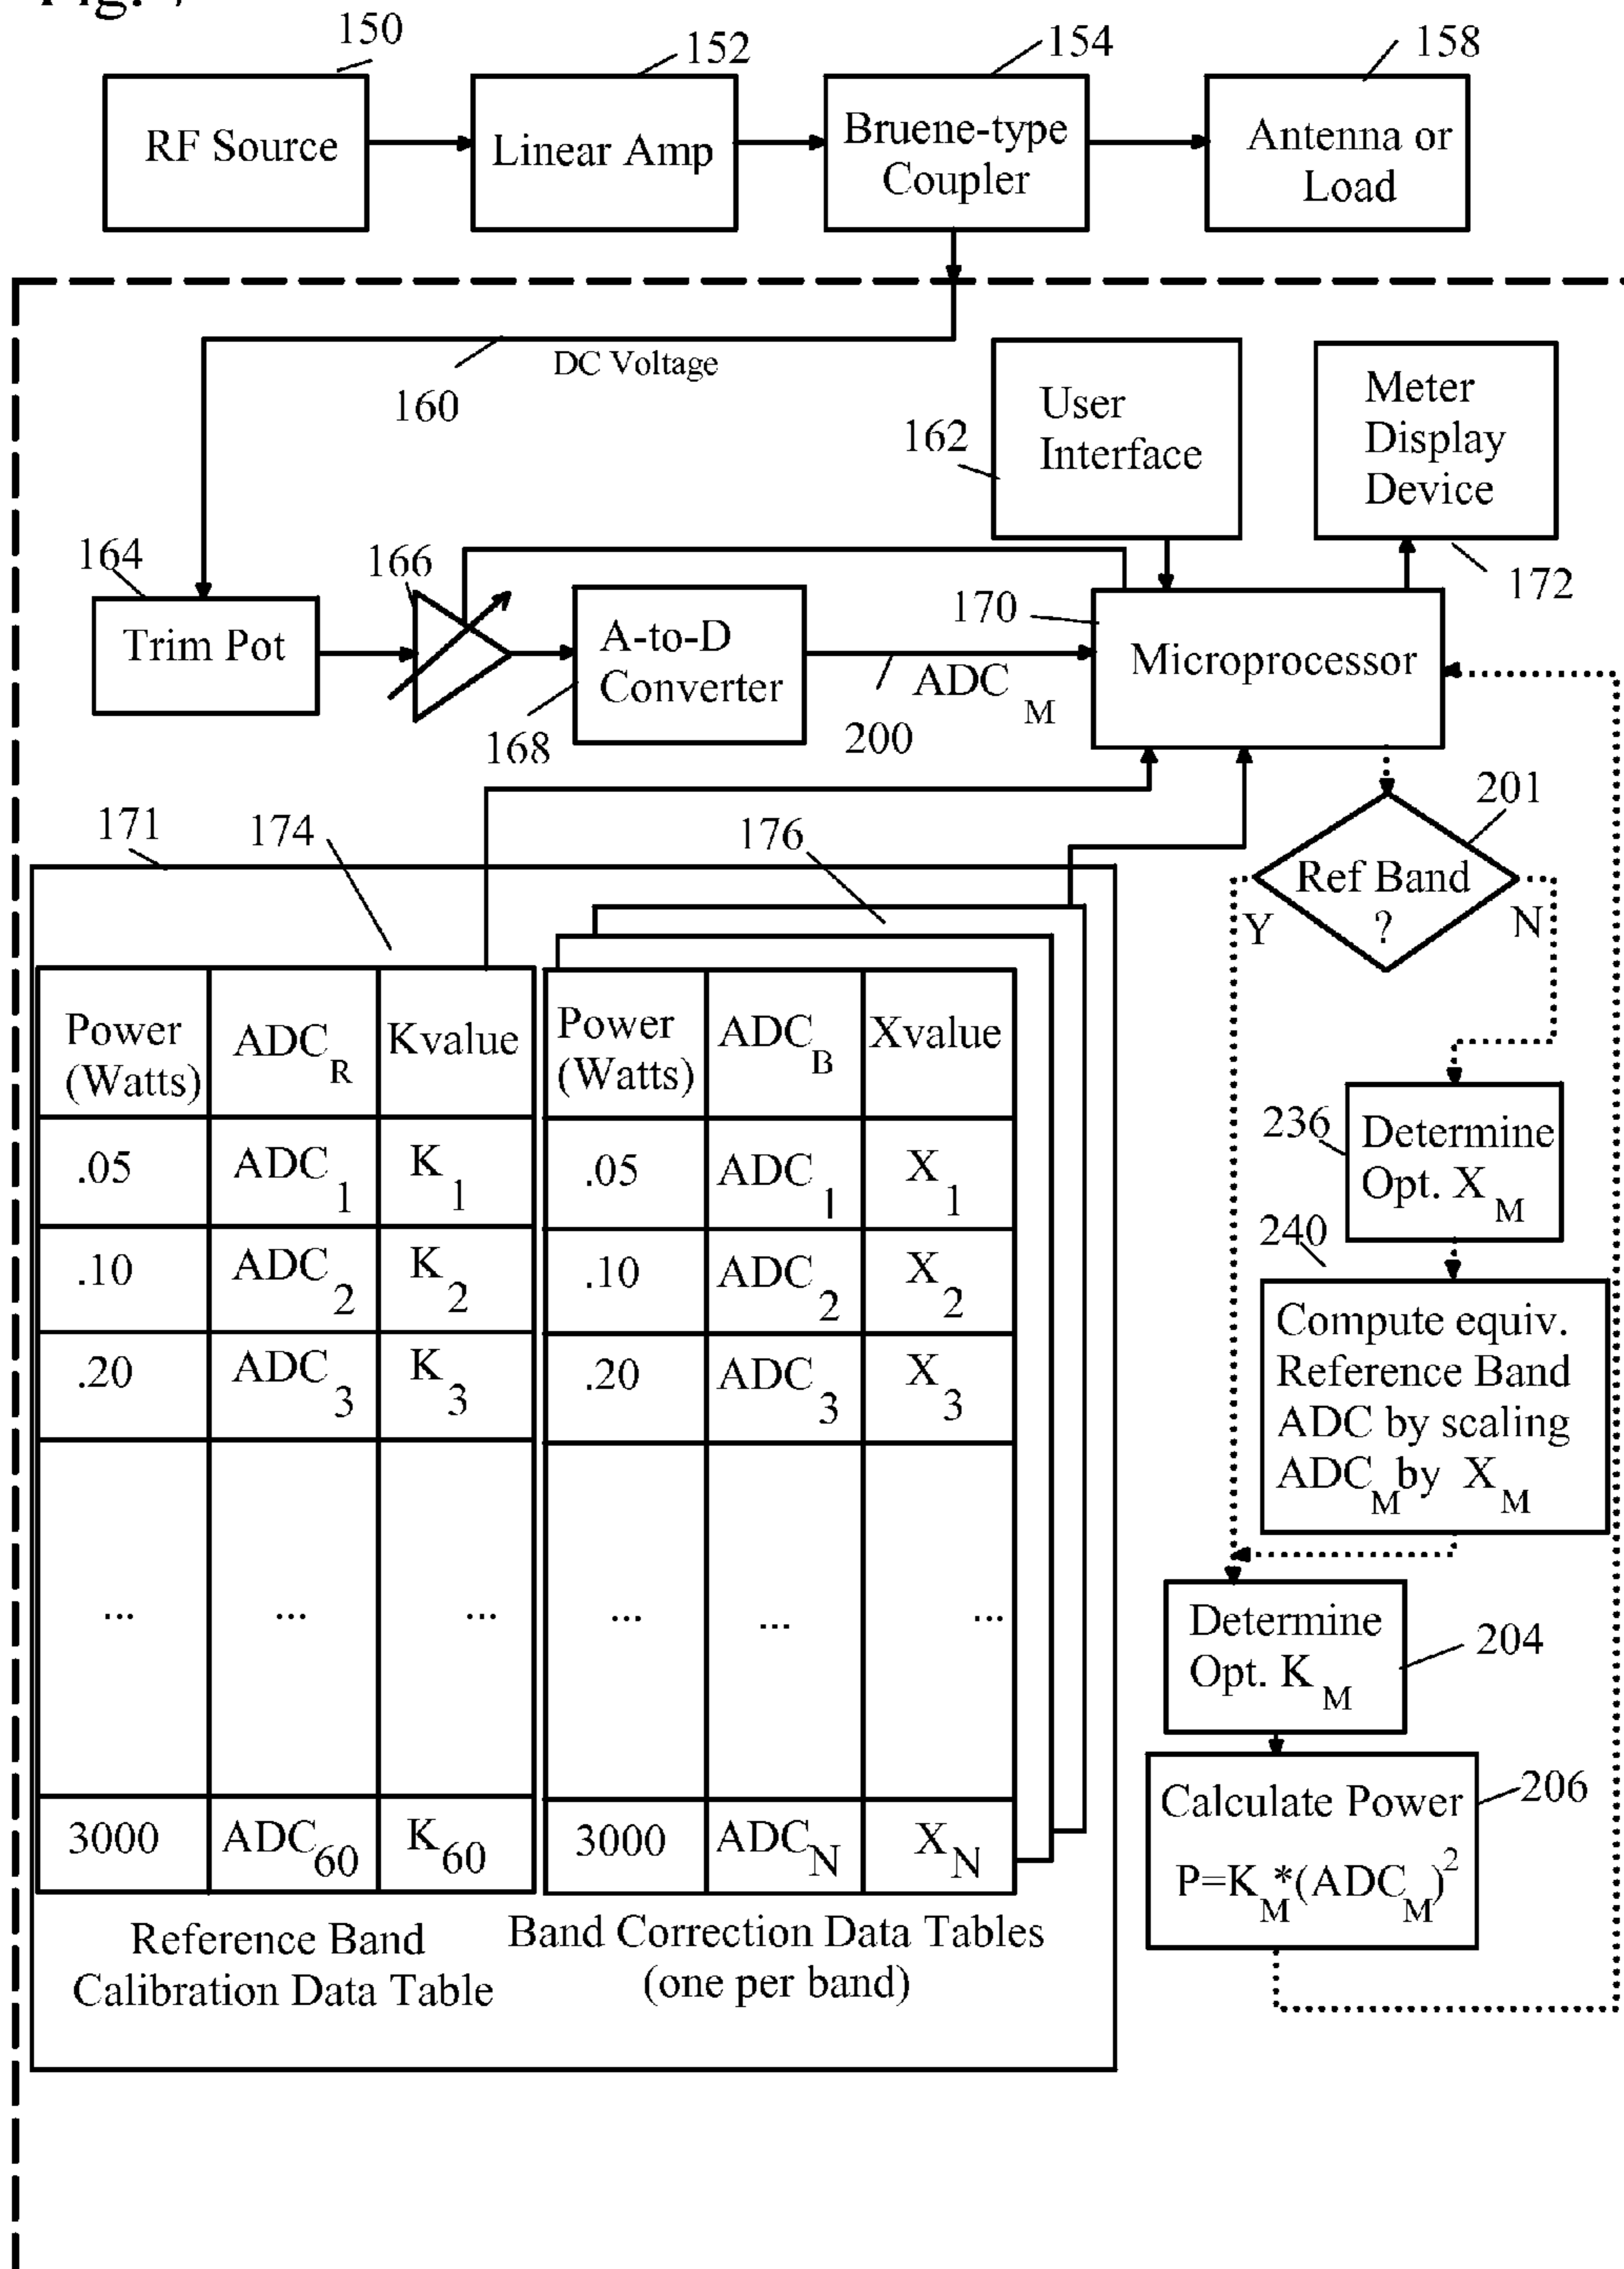 150
152
154
158
RF Source
Linear Amp
Bruene-type
Coupler
Antenna or
Load
DC Voltage
160
162
User
Interface
Meter
Display
Device
172
164
Trim Pot
166
A-to-D
Converter
168
ADC M
200
170
Microprocessor
201
Ref Band
?
Y
N
171
174
176
Power
(Watts)
ADC R
Kvalue
.05
ADC 1
K 1
.10
ADC 2
K 2
.20
ADC 3
K 3
...
...
...
3000
ADC60
K60
Reference Band
Calibration Data Table
Power
(Watts)
ADC B
Xvalue
.05
ADC 1
X 1
.10
ADC 2
X 2
.20
ADC 3
X 3
...
...
...
3000
ADC N
X N
Band Correction Data Tables
(one per band)
236
Determine
Opt. X M
240
Compute equiv.
Reference Band
ADC by scaling
ADC M by X M
Determine
Opt. K M
204
Calculate Power
P=K M*(ADC M)2
206